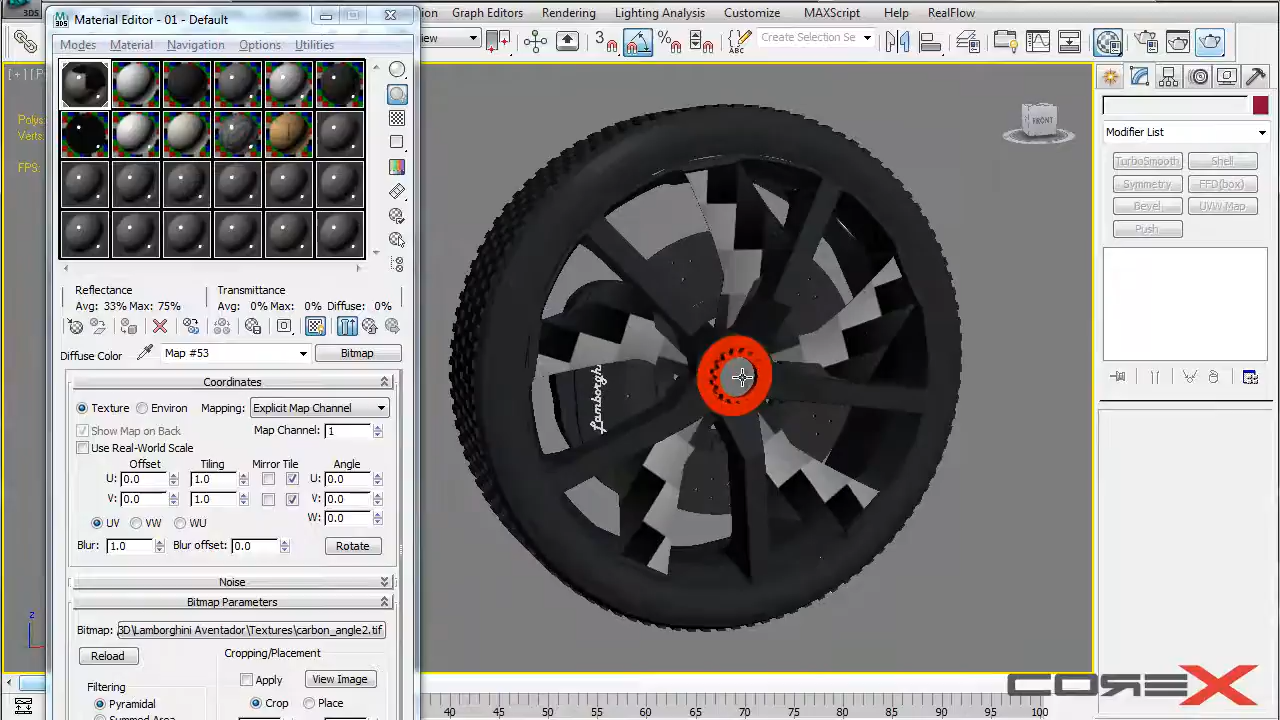 Material Editor - 01 - Default
Graph Editors Rendering Lighting Analysis Customize MAXScript Help RealFlow
Modes Material Navigation Options Utilities
Create Selection Se
Polys
Verts
FPS:
FRONT
Modifier List
TurboSmooth Shell
Symmetry FFD(box)
Bevel UVW Map
Push
Reflectance Transmittance
Avg: 33% Max: 75% Avg: 0% Max: 0% Diffuse: 0%
Diffuse Color Map #53 Bitmap
Coordinates
Texture Environ Mapping: Explicit Map Channel
Show Map on Back Map Channel: 1
Use Real-World Scale
Offset Tiling Mirror Tile Angle
U: 0.0 1.0 U: 0.0
V: 0.0 1.0 V: 0.0
W: 0.0
UV VW WU
Blur: 1.0 Blur offset: 0.0 Rotate
Noise
Bitmap Parameters
Bitmap: 3D\Lamborghini Aventador\Textures\carbon_angle2.tif
Reload Cropping/Placement
Apply View Image
Filtering
Crop Place
Pyramidal
Summed Area
Lamborghi
z
40 45 50 55 60 65 70 75 80 85 90 95 100
COREX